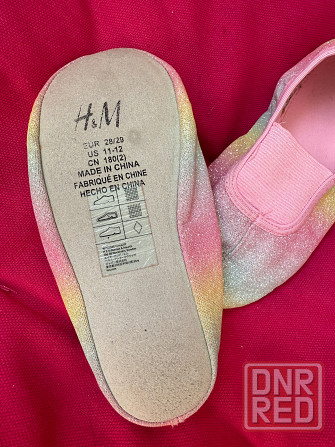 H&M
EUR 28/29
US 11-12
CN 180(2)
MADE IN CHINA
FABRIQUÉ EN CHINE
HECHO EN CHINA
DNR
RED